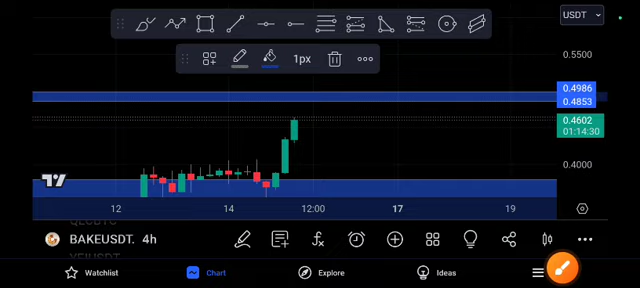 USDT
0.5500
1px
0.4986
0.4853
0.4602
01:14:30
0.4000
12
14
12:00
17
19
BAKEUSDT. 4h
Watchlist
Chart
Explore
Ideas